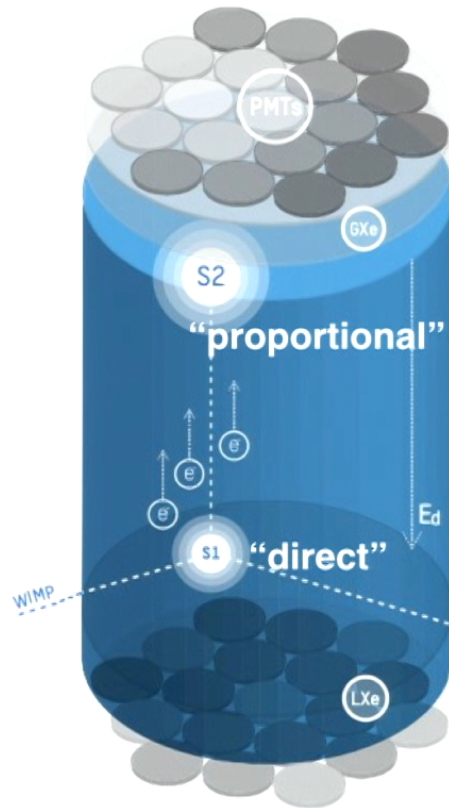 PMTs
GXe
S2
“proportional”
e⁻
e⁻
e⁻
Ed
S1 “direct”
WIMP
LXe